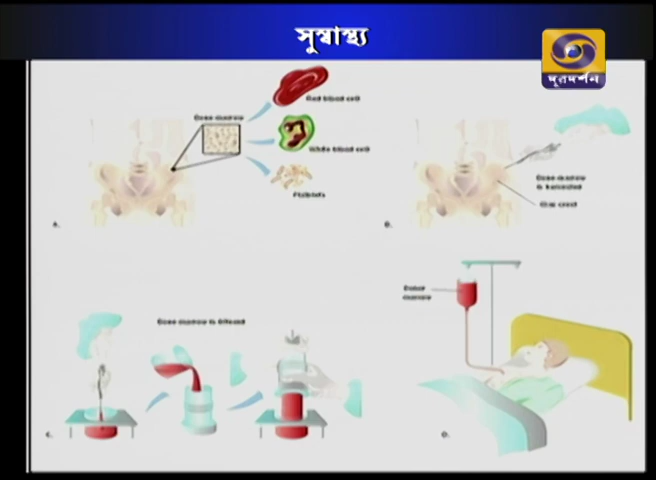 সুস্বাস্থ্য
দূরদর্শন
Bone marrow
Red blood cell
White blood cell
Platelets
A.
B.
Bone marrow
is harvested
Iliac crest
Bone marrow is filtered
Donor
marrow
C.
D.